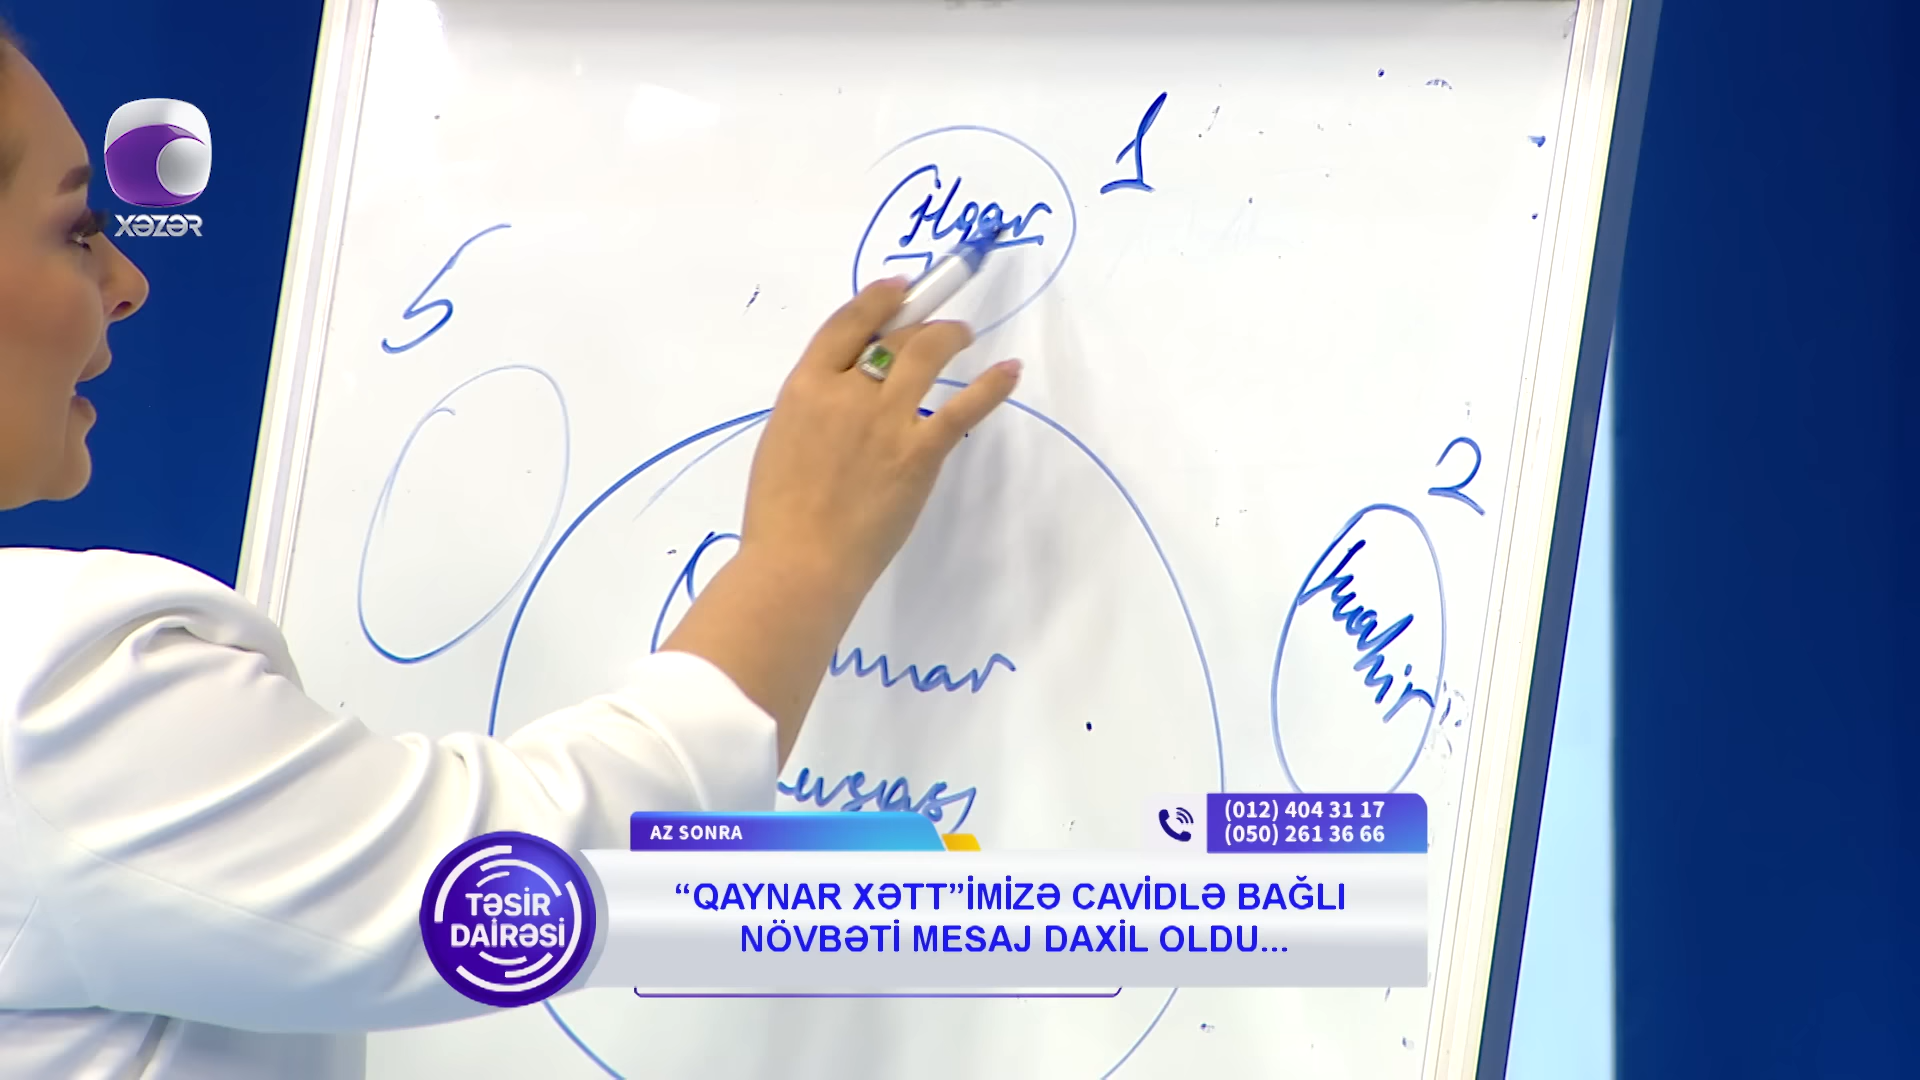 XƏZƏR
1
İlqar
5
2
mahir
AZ SONRA
(012) 404 31 17
(050) 261 36 66
TƏSİR
DAİRƏSİ
“QAYNAR XƏTT”İMİZƏ CAVİDLƏ BAĞLI
NÖVBƏTİ MESAJ DAXİL OLDU...